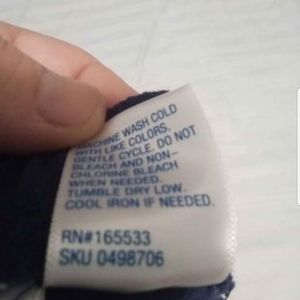 MACHINE WASH COLD
WITH LIKE COLORS,
GENTLE CYCLE. DO NOT
BLEACH AND NON-
CHLORINE BLEACH
WHEN NEEDED.
TUMBLE DRY LOW.
COOL IRON IF NEEDED.
RN#165533
SKU 0498706